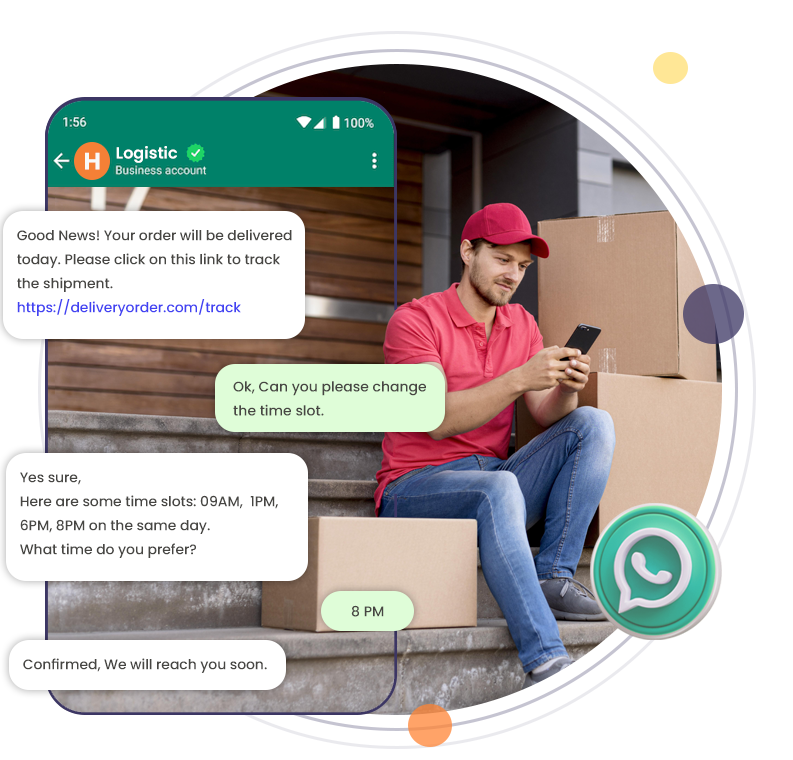 1:56
100%
H
Logistic
Business account
Good News! Your order will be delivered
today. Please click on this link to track
the shipment.
https://deliveryorder.com/track
Ok, Can you please change
the time slot.
Yes sure,
Here are some time slots: 09AM,  1PM,
6PM, 8PM on the same day.
What time do you prefer?
8 PM
Confirmed, We will reach you soon.